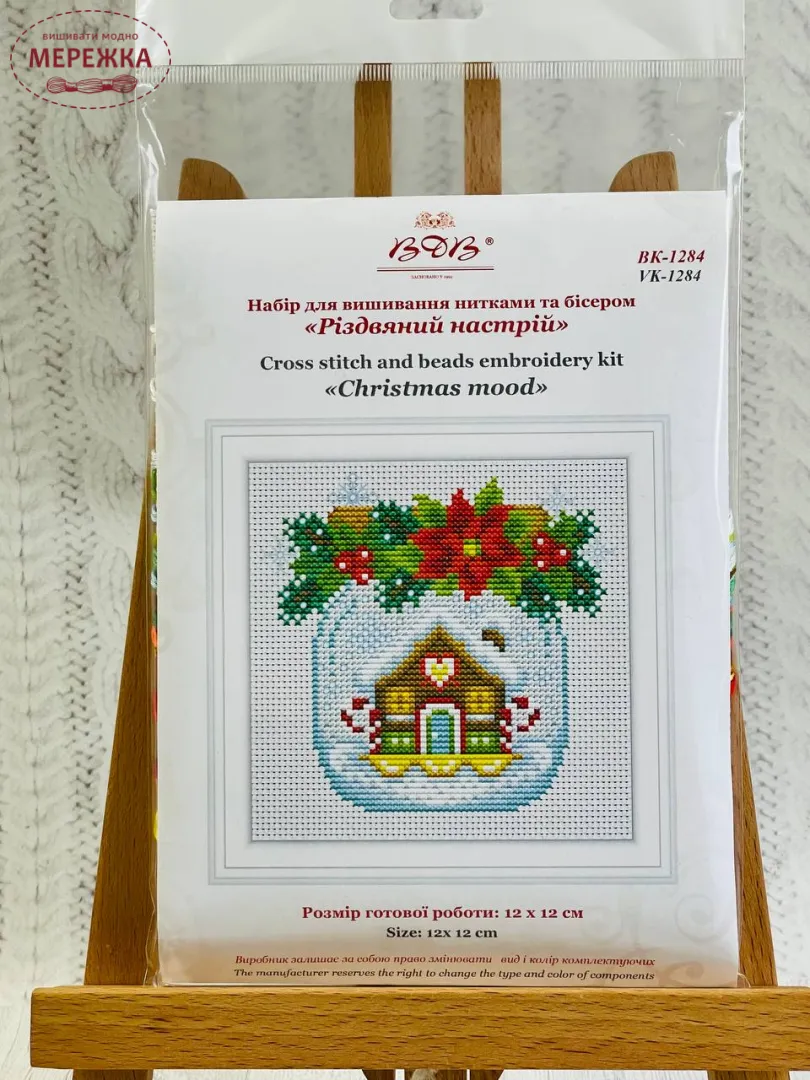 вишивати модно
МЕРЕЖКА
ВДВ®
ЗАСНОВАНО У
ВК-1284
VK-1284
Набір для вишивання нитками та бісером
«Різдвяний настрій»
Cross stitch and beads embroidery kit
«Christmas mood»
Розмір готової роботи: 12 х 12 см
Size: 12x 12 cm
Виробник залишає за собою право змінювати вид і колір комплектуючих
The manufacturer reserves the right to change the type and color of components